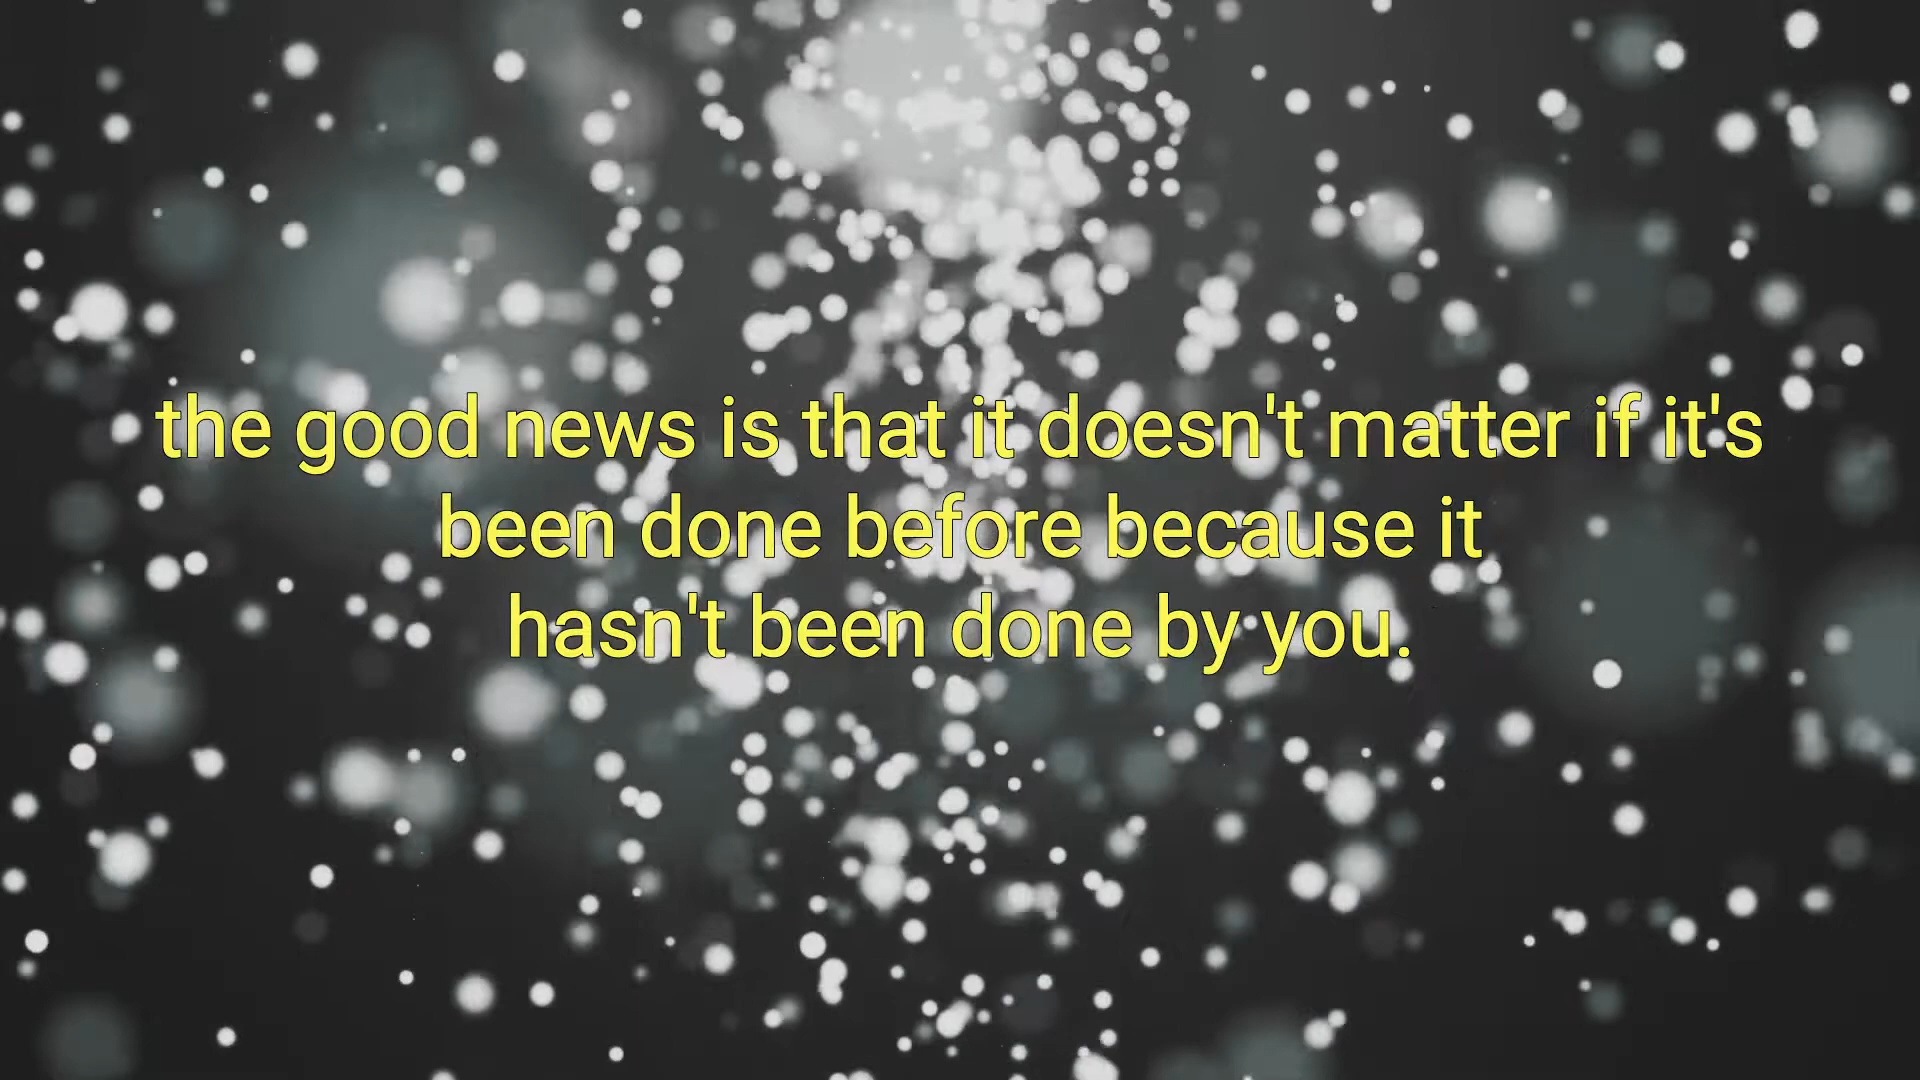 the good news is that it doesn't matter if it's
been done before because it
hasn't been done by you.